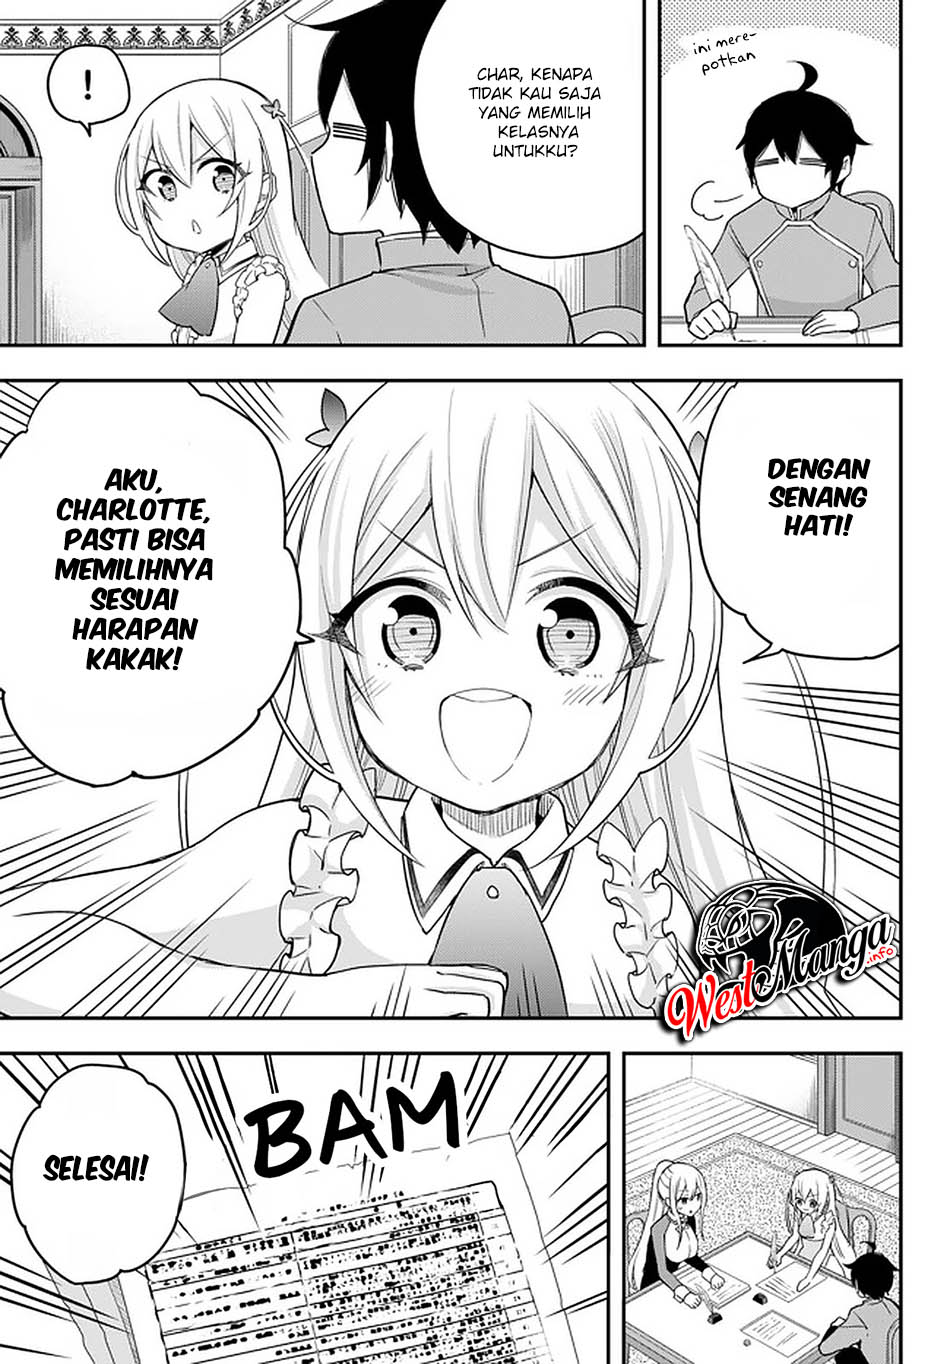 ini mere-
potkan
CHAR, KENAPA
TIDAK KAU SAJA
YANG MEMILIH
KELASNYA
UNTUKKU?
!
DENGAN
SENANG
HATI!
AKU,
CHARLOTTE,
PASTI BISA
MEMILIHNYA
SESUAI
HARAPAN
KAKAK!
WestManga
.info
BAM
SELESAI!